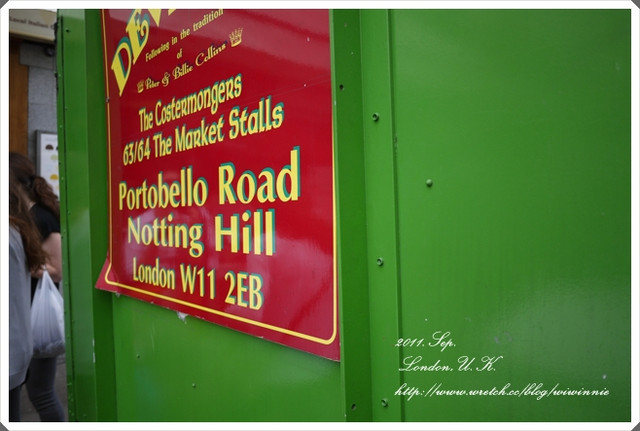 DEV
Following in the tradition
of
Peter & Billie Collins
The Costermongers
63/64 The Market Stalls
Portobello Road
Notting Hill
London W11 2EB
2011. Sep.
London, U. K.
http://www.wretch.cc/blog/wiwinnie